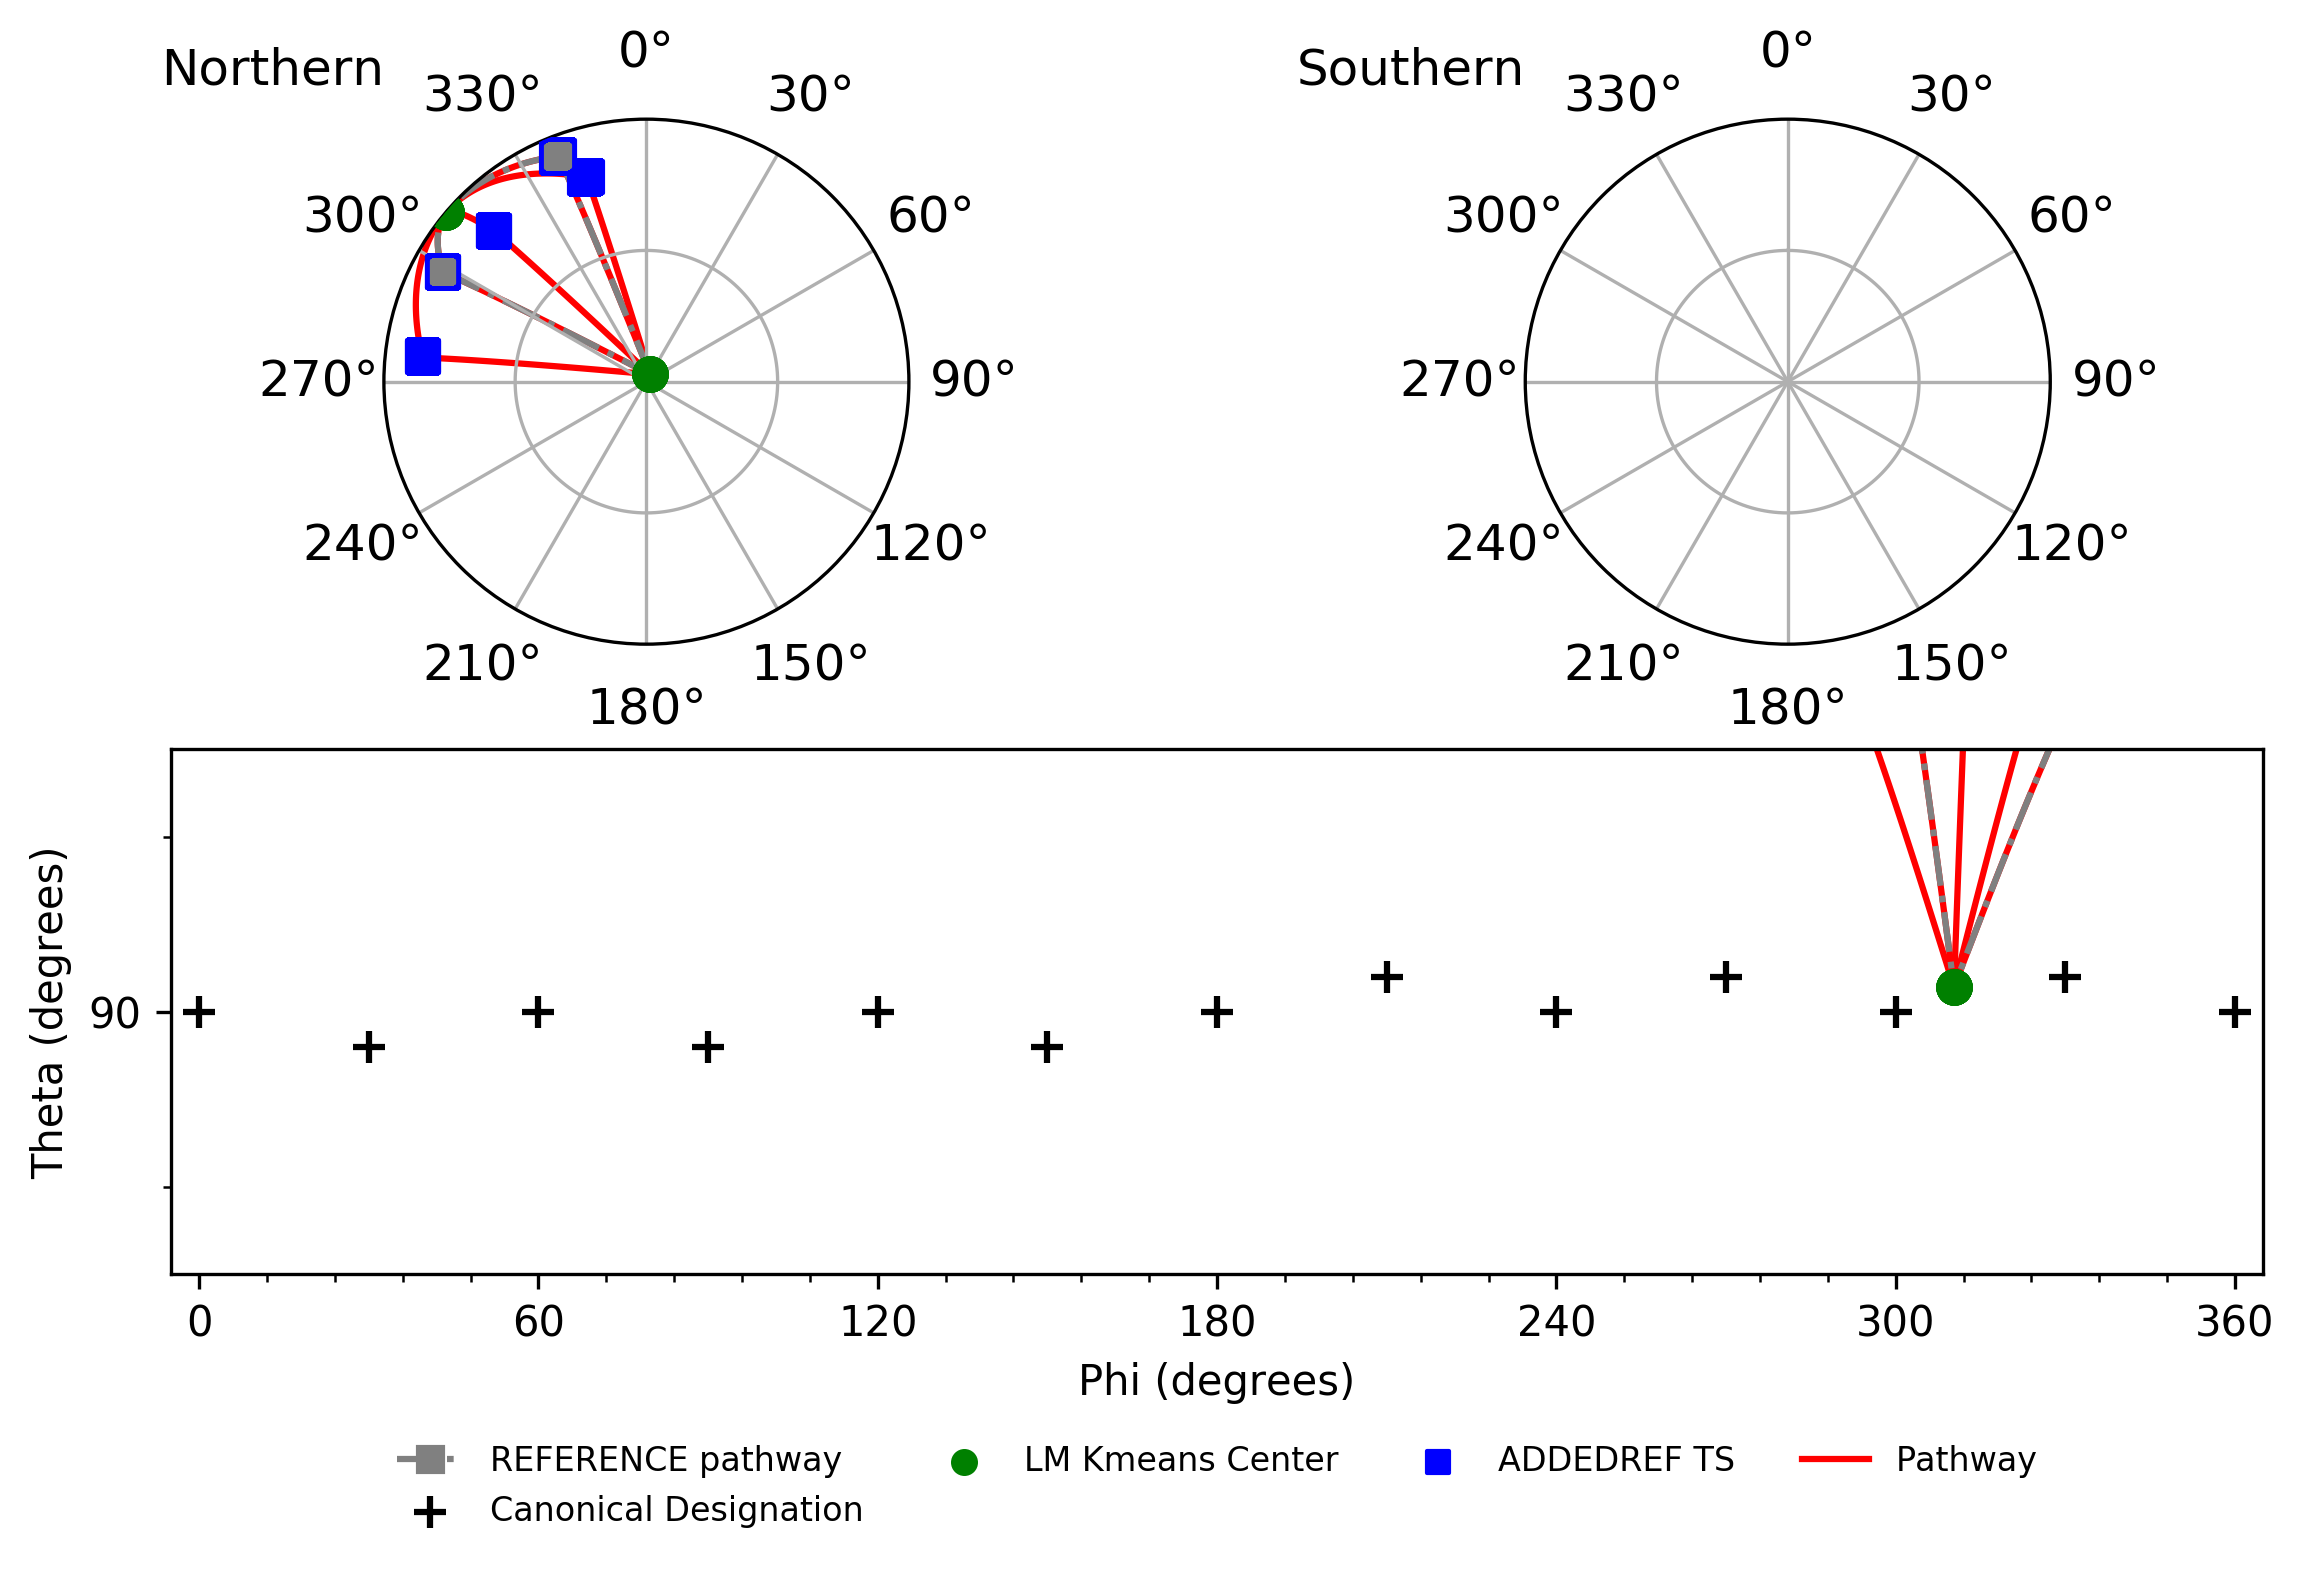 Northern
0°
330°
30°
300°
60°
270°
90°
240°
120°
210°
150°
180°
Southern
0°
330°
30°
300°
60°
270°
90°
240°
120°
210°
150°
180°
Theta (degrees)
90
0 60 120 180 240 300 360
Phi (degrees)
REFERENCE pathway
LM Kmeans Center
ADDEDREF TS
Pathway
Canonical Designation